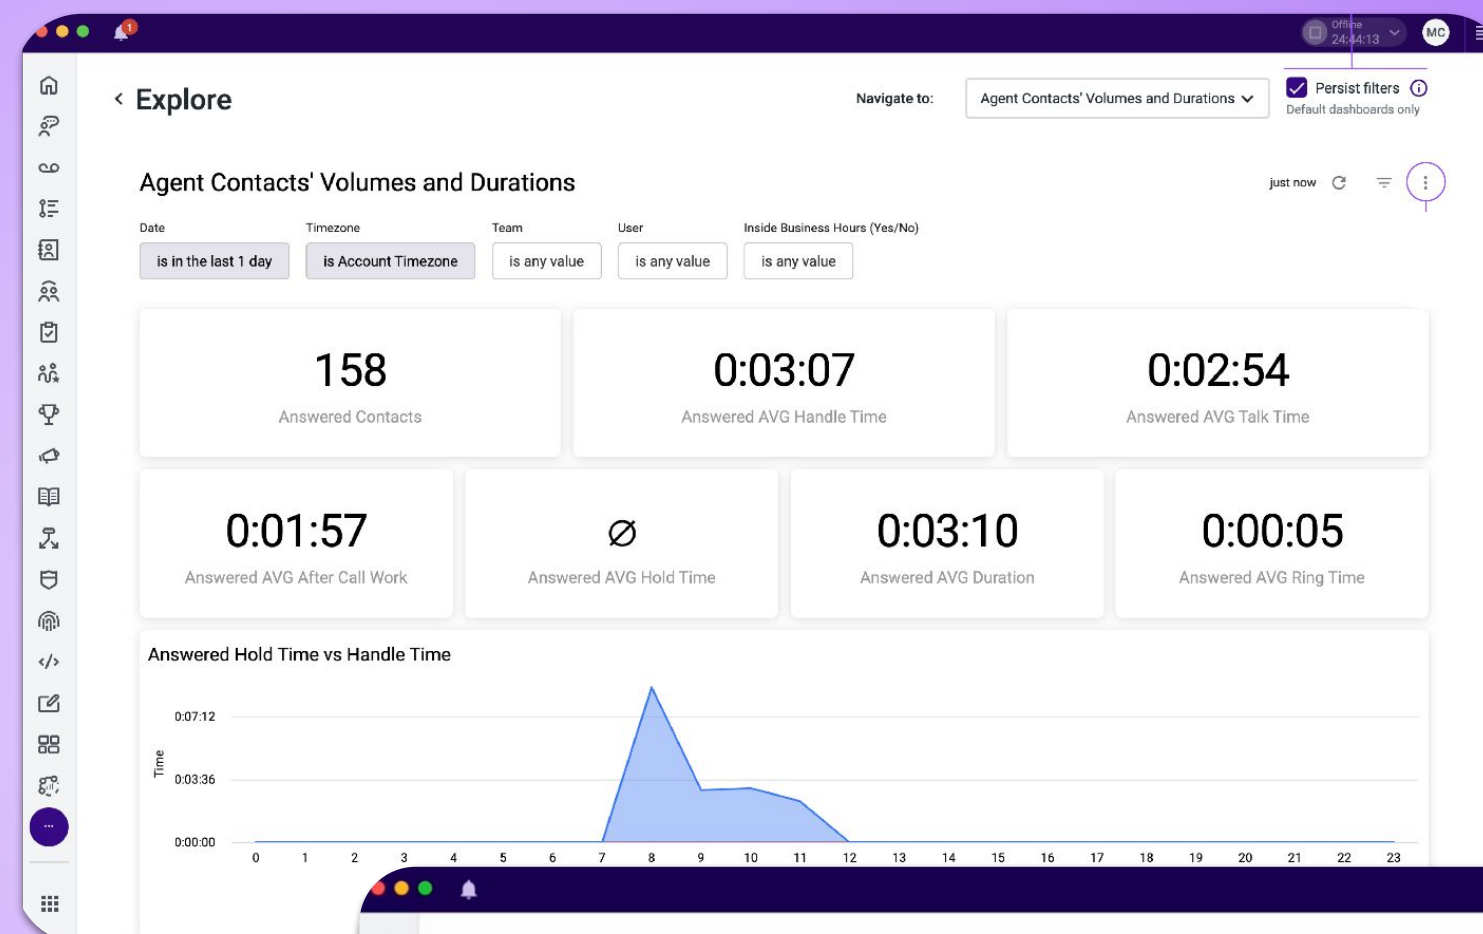 1
Offline
24:44:13
MC
Explore
Navigate to:
Agent Contacts' Volumes and Durations
Persist filters
Default dashboards only
Agent Contacts' Volumes and Durations
just now
Date
Timezone
Team
User
Inside Business Hours (Yes/No)
is in the last 1 day
is Account Timezone
is any value
is any value
is any value
158
0:03:07
0:02:54
Answered Contacts
Answered AVG Handle Time
Answered AVG Talk Time
0:01:57
Ø
0:03:10
0:00:05
Answered AVG After Call Work
Answered AVG Hold Time
Answered AVG Duration
Answered AVG Ring Time
Answered Hold Time vs Handle Time
0:07:12
Time
0:03:36
0:00:00
0 1 2 3 4 5 6 7 8 9 10 11 12 13 14 15 16 17 18 19 20 21 22 23